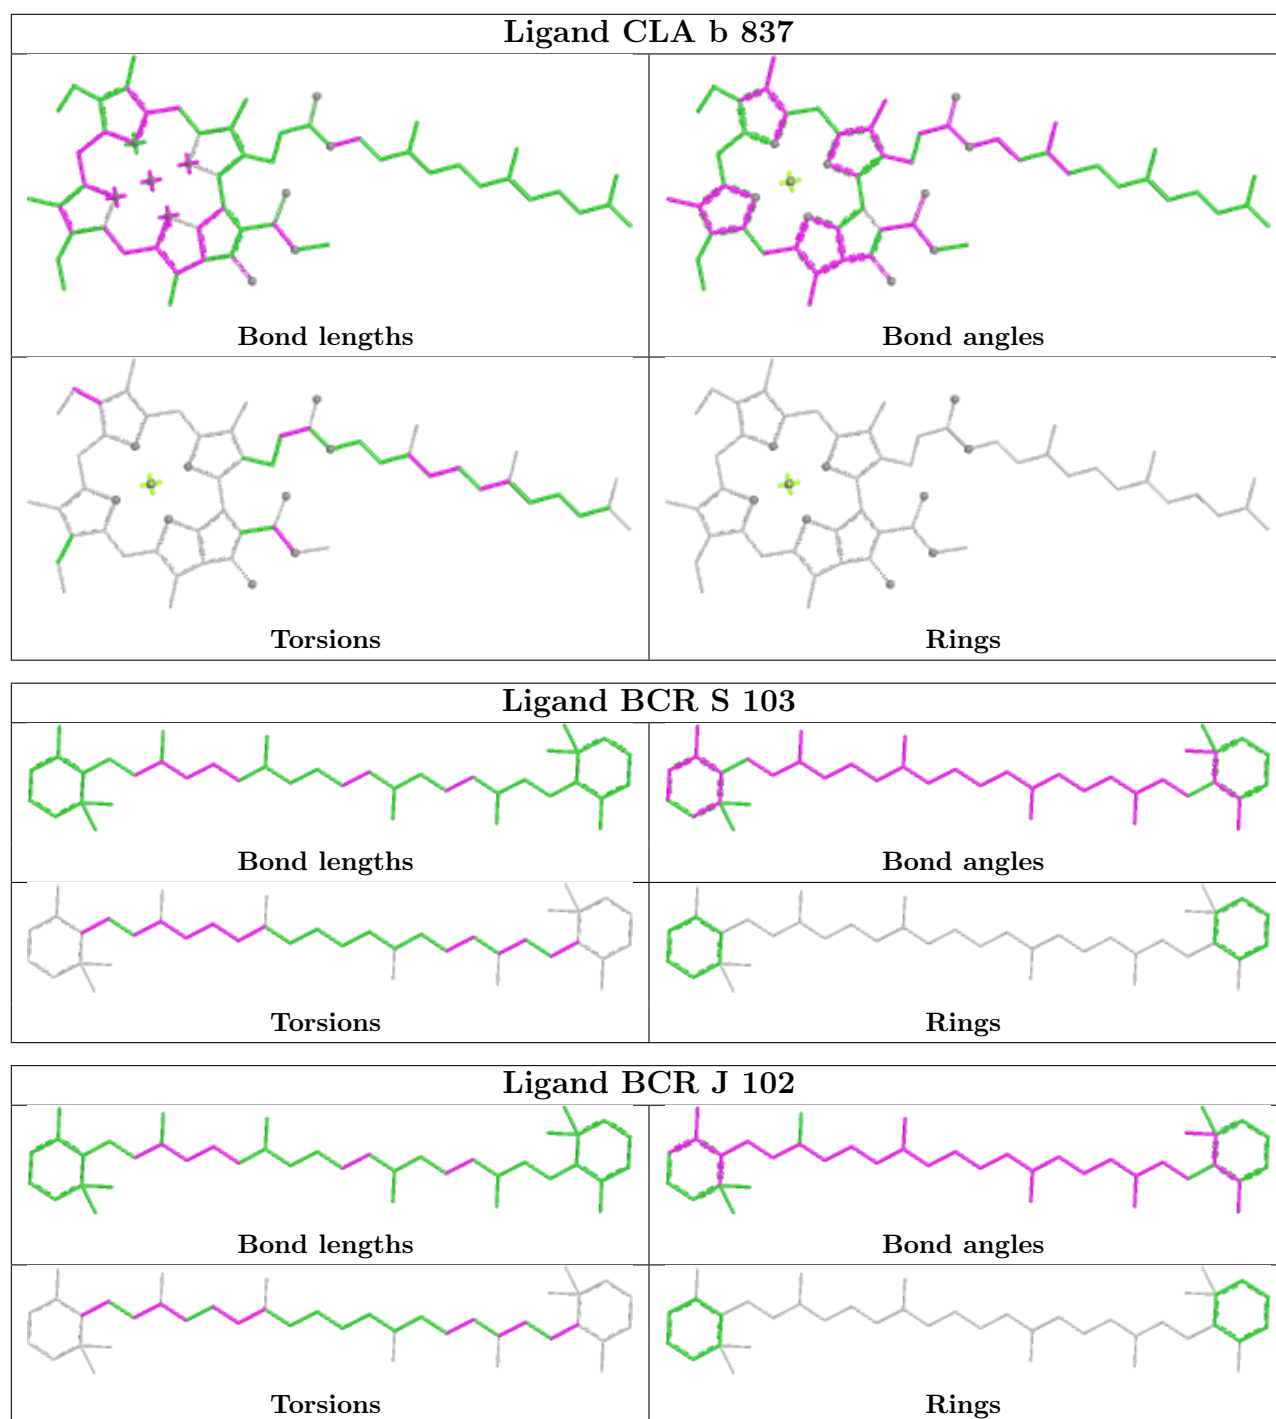 Ligand CLA b 837
Bond lengths
Bond angles
Torsions
Rings
Ligand BCR S 103
Bond lengths
Bond angles
Torsions
Rings
Ligand BCR J 102
Bond lengths
Bond angles
Torsions
Rings